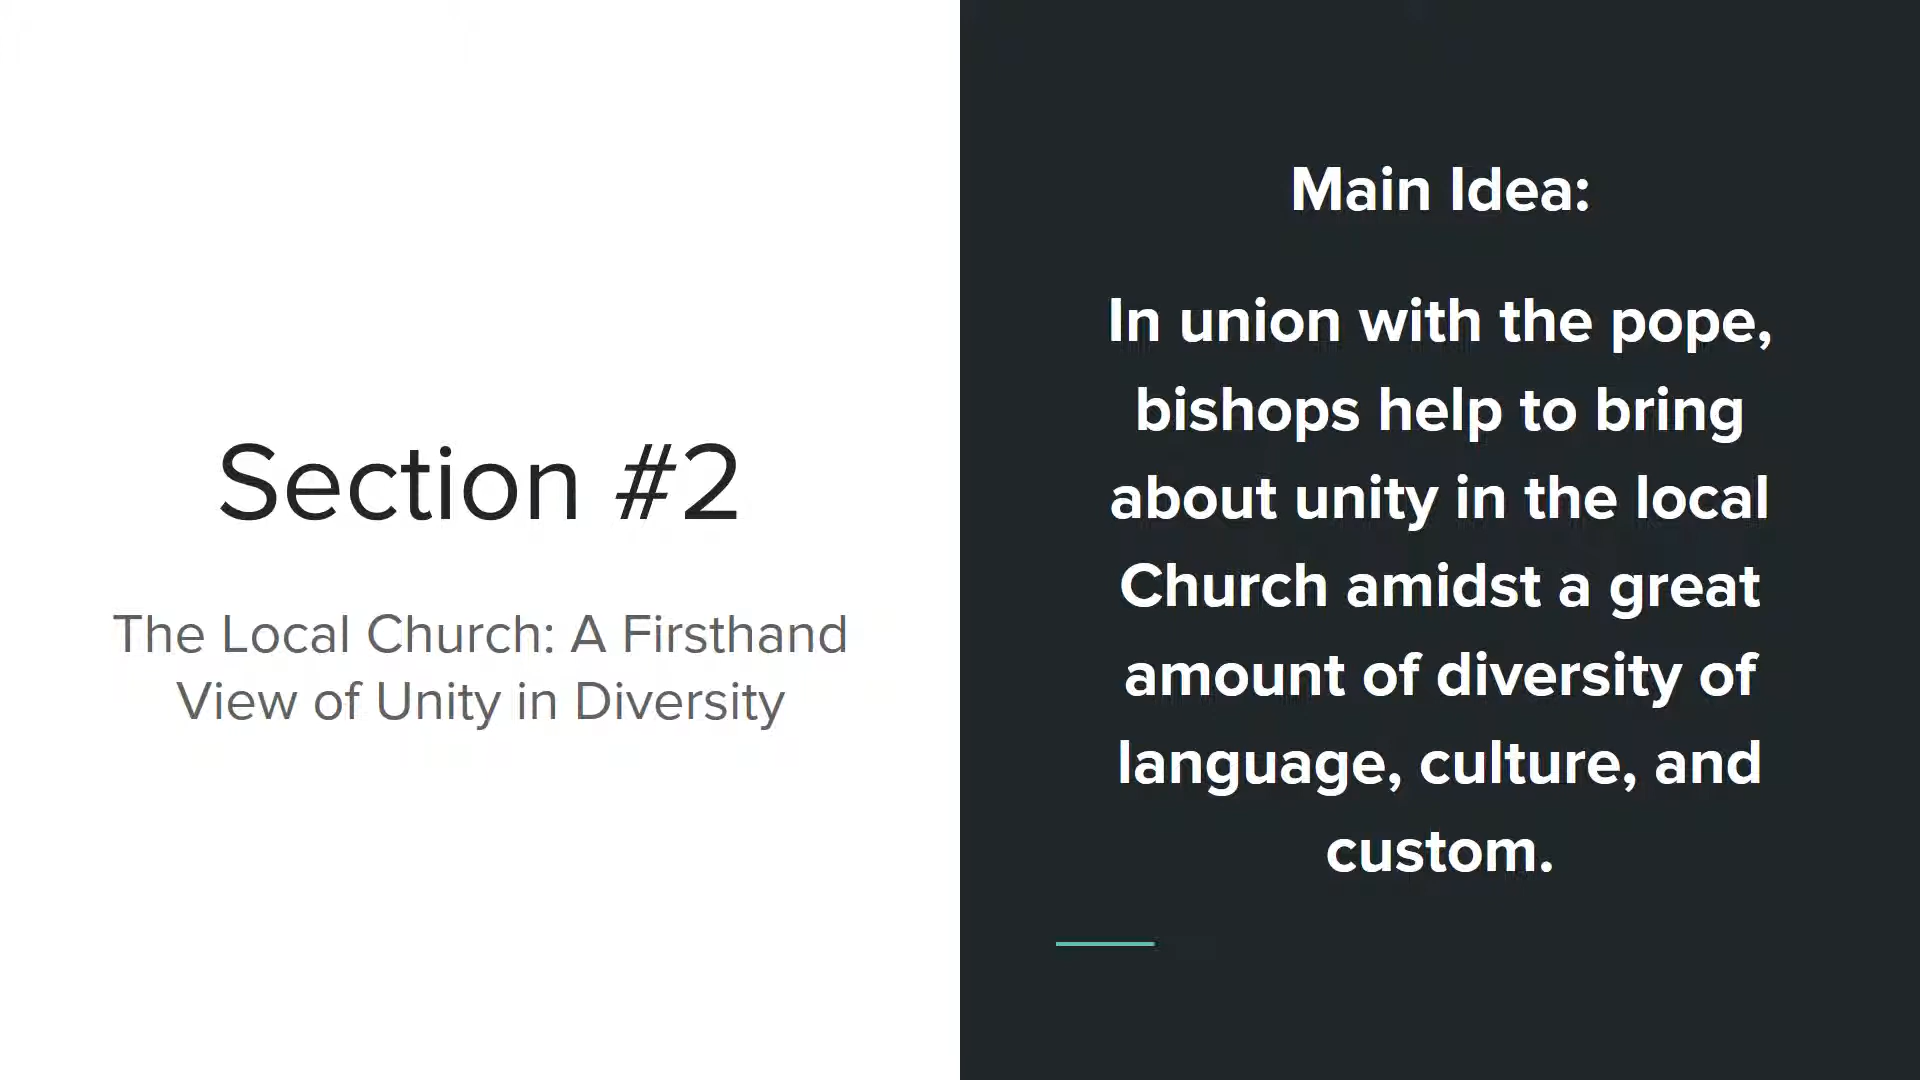 Section #2
The Local Church: A Firsthand
View of Unity in Diversity
Main Idea:
In union with the pope,
bishops help to bring
about unity in the local
Church amidst a great
amount of diversity of
language, culture, and
custom.